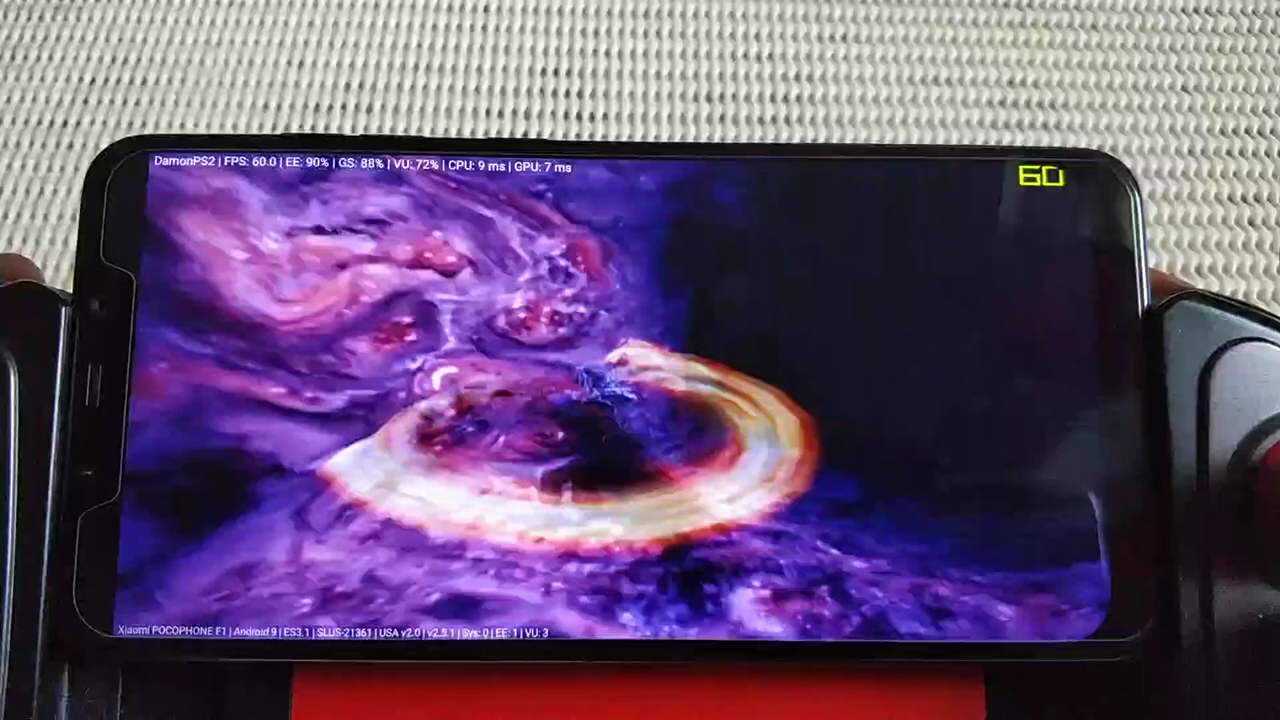 DamonPS2 | FPS: 60.0 | EE: 90% | GS: 88% | VU: 72% | CPU: 9 ms | GPU: 7 ms
60
Xiaomi POCOPHONE F1 | Android 9 | ES3.1 | SLUS-21361 | USA v2.0 | v2.5.1 | Sys: 0 | EE: 1 | VU: 3